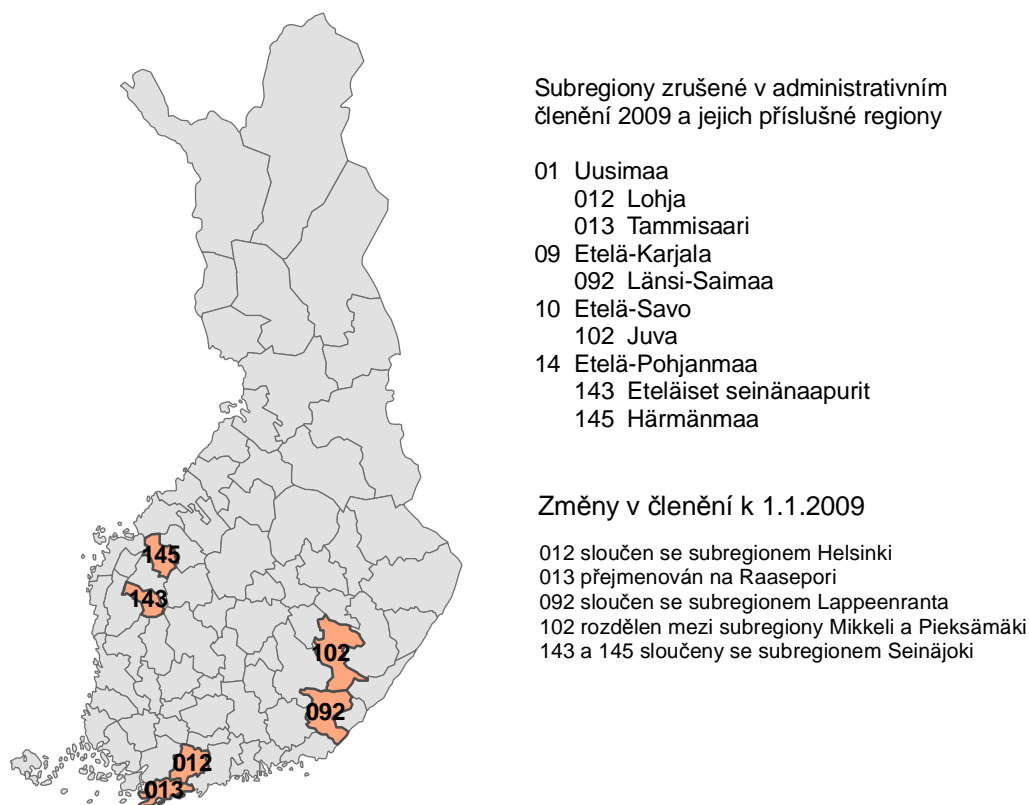 Subregiony zrušené v administrativním
členění 2009 a jejich příslušné regiony
01 Uusimaa
012 Lohja
013 Tammisaari
09 Etelä-Karjala
092 Länsi-Saimaa
10 Etelä-Savo
102 Juva
14 Etelä-Pohjanmaa
143 Eteläiset seinänaapurit
145 Härmänmaa
Změny v členění k 1.1.2009
012 sloučen se subregionem Helsinki
013 přejmenován na Raasepori
092 sloučen se subregionem Lappeenranta
102 rozdělen mezi subregiony Mikkeli a Pieksämäki
143 a 145 sloučeny se subregionem Seinäjoki
145
143
102
092
012
013